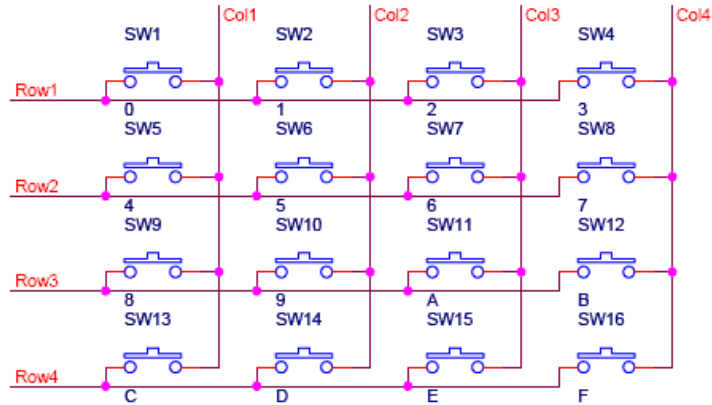 Col1 Col2 Col3 Col4
SW1 SW2 SW3 SW4
Row1
0 1 2 3
SW5 SW6 SW7 SW8
Row2
4 5 6 7
SW9 SW10 SW11 SW12
Row3
8 9 A B
SW13 SW14 SW15 SW16
Row4
C D E F